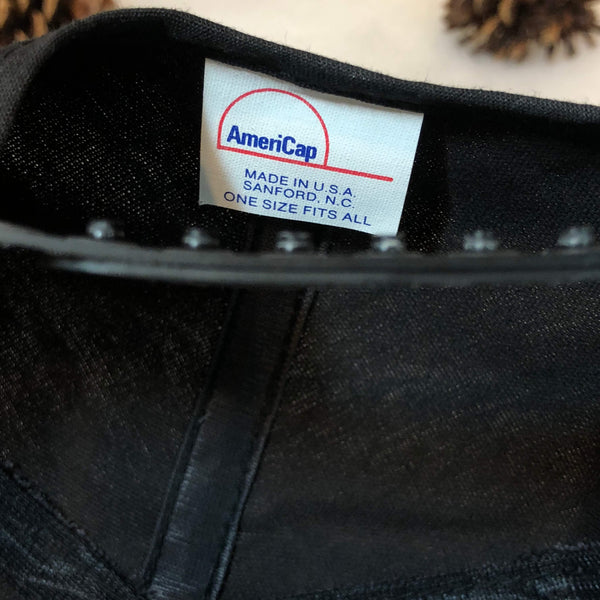 AmeriCap
MADE IN U.S.A.
SANFORD, N.C.
ONE SIZE FITS ALL